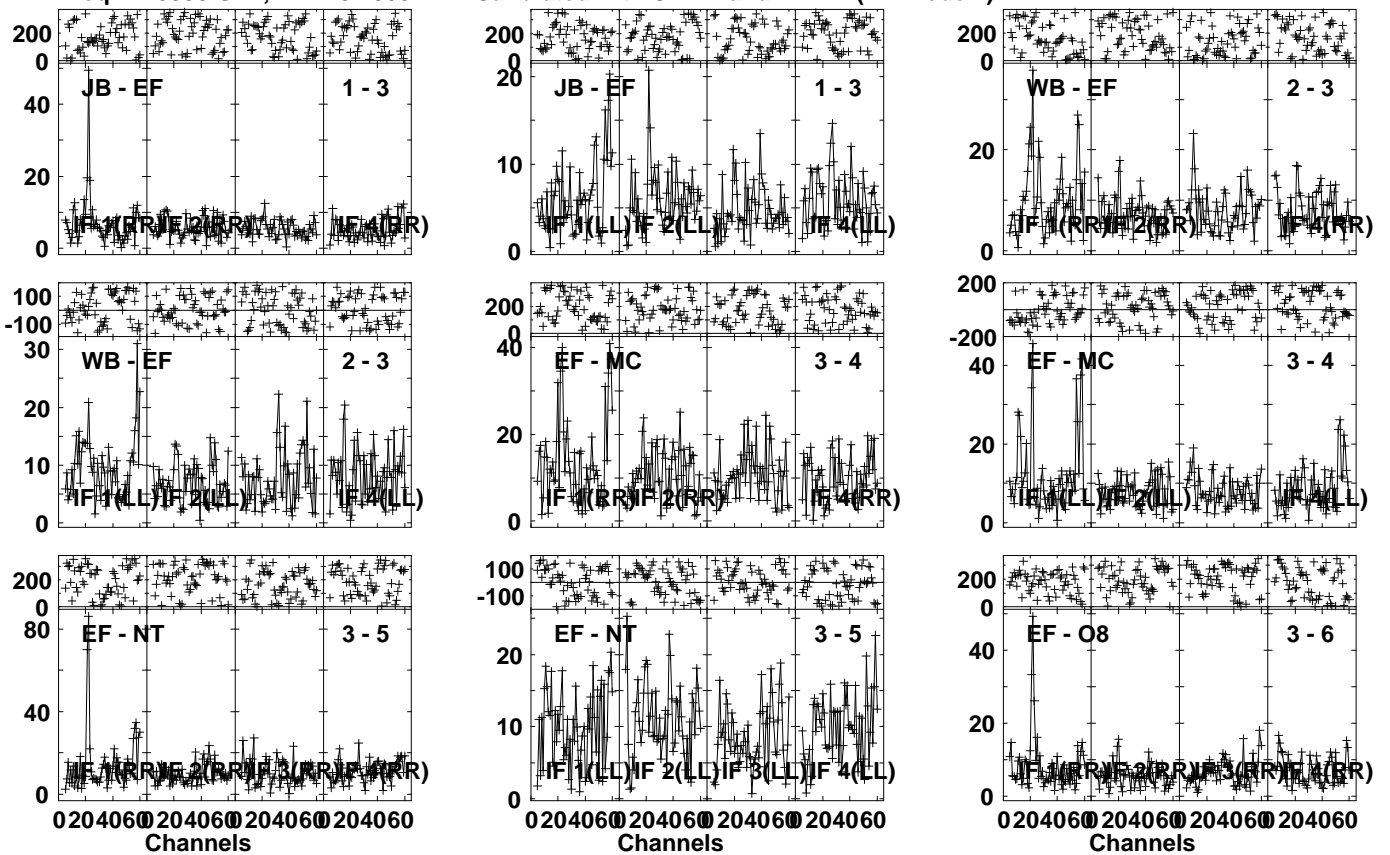 200
0
200
0
200
0
JB - EF 1 - 3
JB - EF 1 - 3
WB - EF 2 - 3
40
20
0
20
10
0
20
0
IF 1(RR) IF 2(RR) IF 4(RR)
IF 1(LL) IF 2(LL) IF 4(LL)
IF 1(RR) IF 2(RR) IF 4(RR)
100
-100
200
0
200
-200
WB - EF 2 - 3
EF - MC 3 - 4
EF - MC 3 - 4
30
20
10
0
40
20
0
40
20
0
IF 1(LL) IF 2(LL) IF 4(LL)
IF 1(RR) IF 2(RR) IF 4(RR)
IF 1(LL) IF 2(LL) IF 4(LL)
200
0
100
-100
200
0
EF - NT 3 - 5
EF - NT 3 - 5
EF - O8 3 - 6
80
40
0
20
10
0
40
20
0
IF 1(RR) IF 2(RR) IF 3(RR) IF 4(RR)
IF 1(LL) IF 2(LL) IF 3(LL) IF 4(LL)
IF 1(RR) IF 2(RR) IF 3(RR) IF 4(RR)
0 20 40 60 0 20 40 60 0 20 40 60 0 20 40 60
0 20 40 60 0 20 40 60 0 20 40 60 0 20 40 60
0 20 40 60 0 20 40 60 0 20 40 60 0 20 40 60
Channels
Channels
Channels